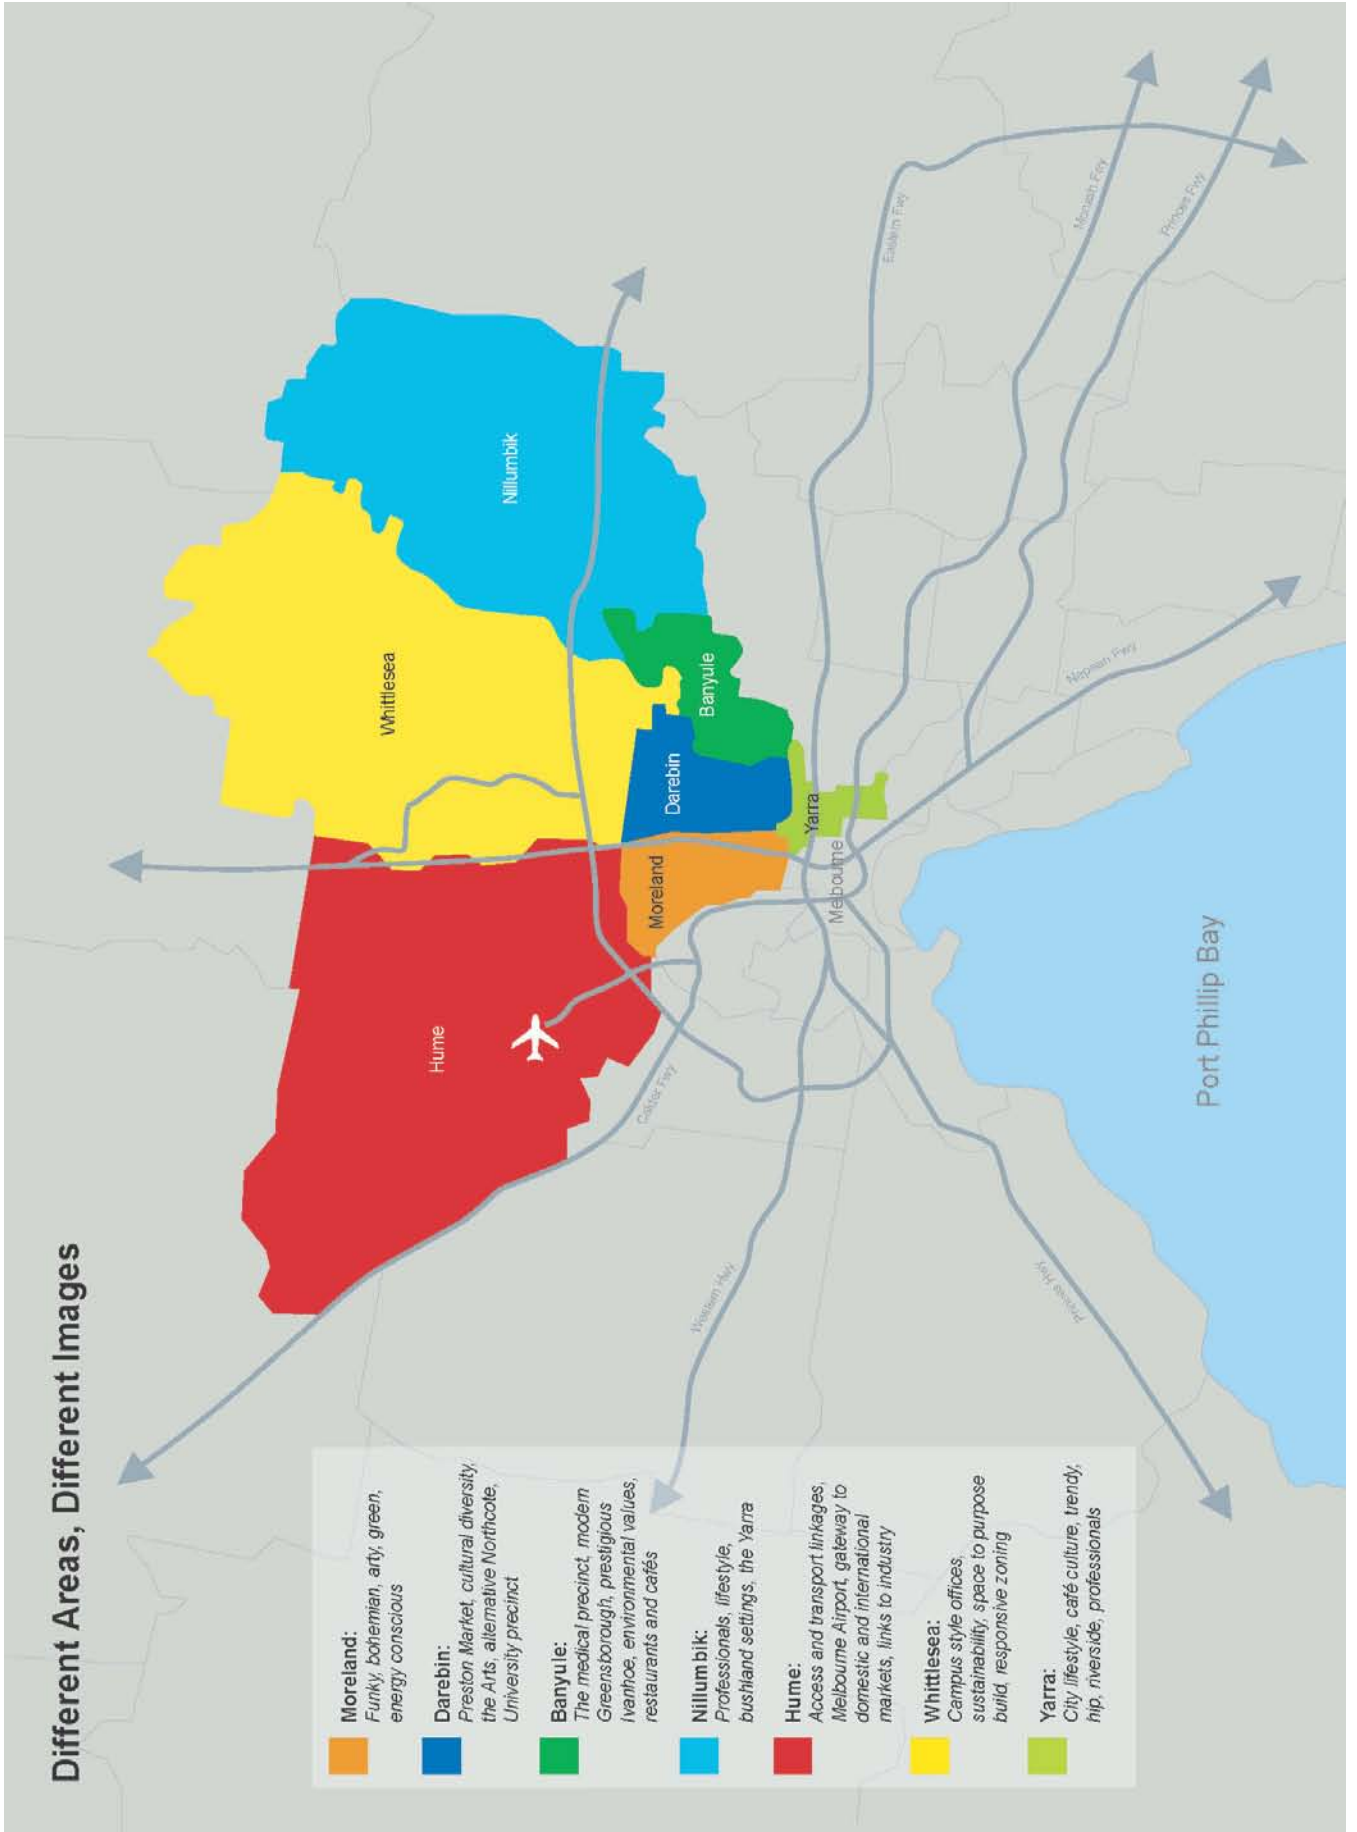 Different Areas, Different Images
Moreland:
Funky, bohemian, arty, green,
energy conscious
Darebin:
Preston Market, cultural diversity,
the Arts, alternative Northcote,
University precinct
Banyule:
The medical precinct, modern
Greensborough, prestigious
Ivanhoe, environmental values,
restaurants and cafés
Nillumbik:
Professionals, lifestyle,
bushland settings, the Yarra
Hume:
Access and transport linkages,
Melbourne Airport, gateway to
domestic and international
markets, links to industry
Whittlesea:
Campus style offices,
sustainability, space to purpose
build, responsive zoning
Yarra:
City lifestyle, café culture, trendy,
hip, riverside, professionals
Hume
Whittlesea
Nillumbik
Moreland
Darebin
Banyule
Yarra
Melbourne
Calder Fwy
Western Hwy
Princes Hwy
Eastern Fwy
Monash Fwy
Princes Fwy
Nepean Fwy
Port Phillip Bay